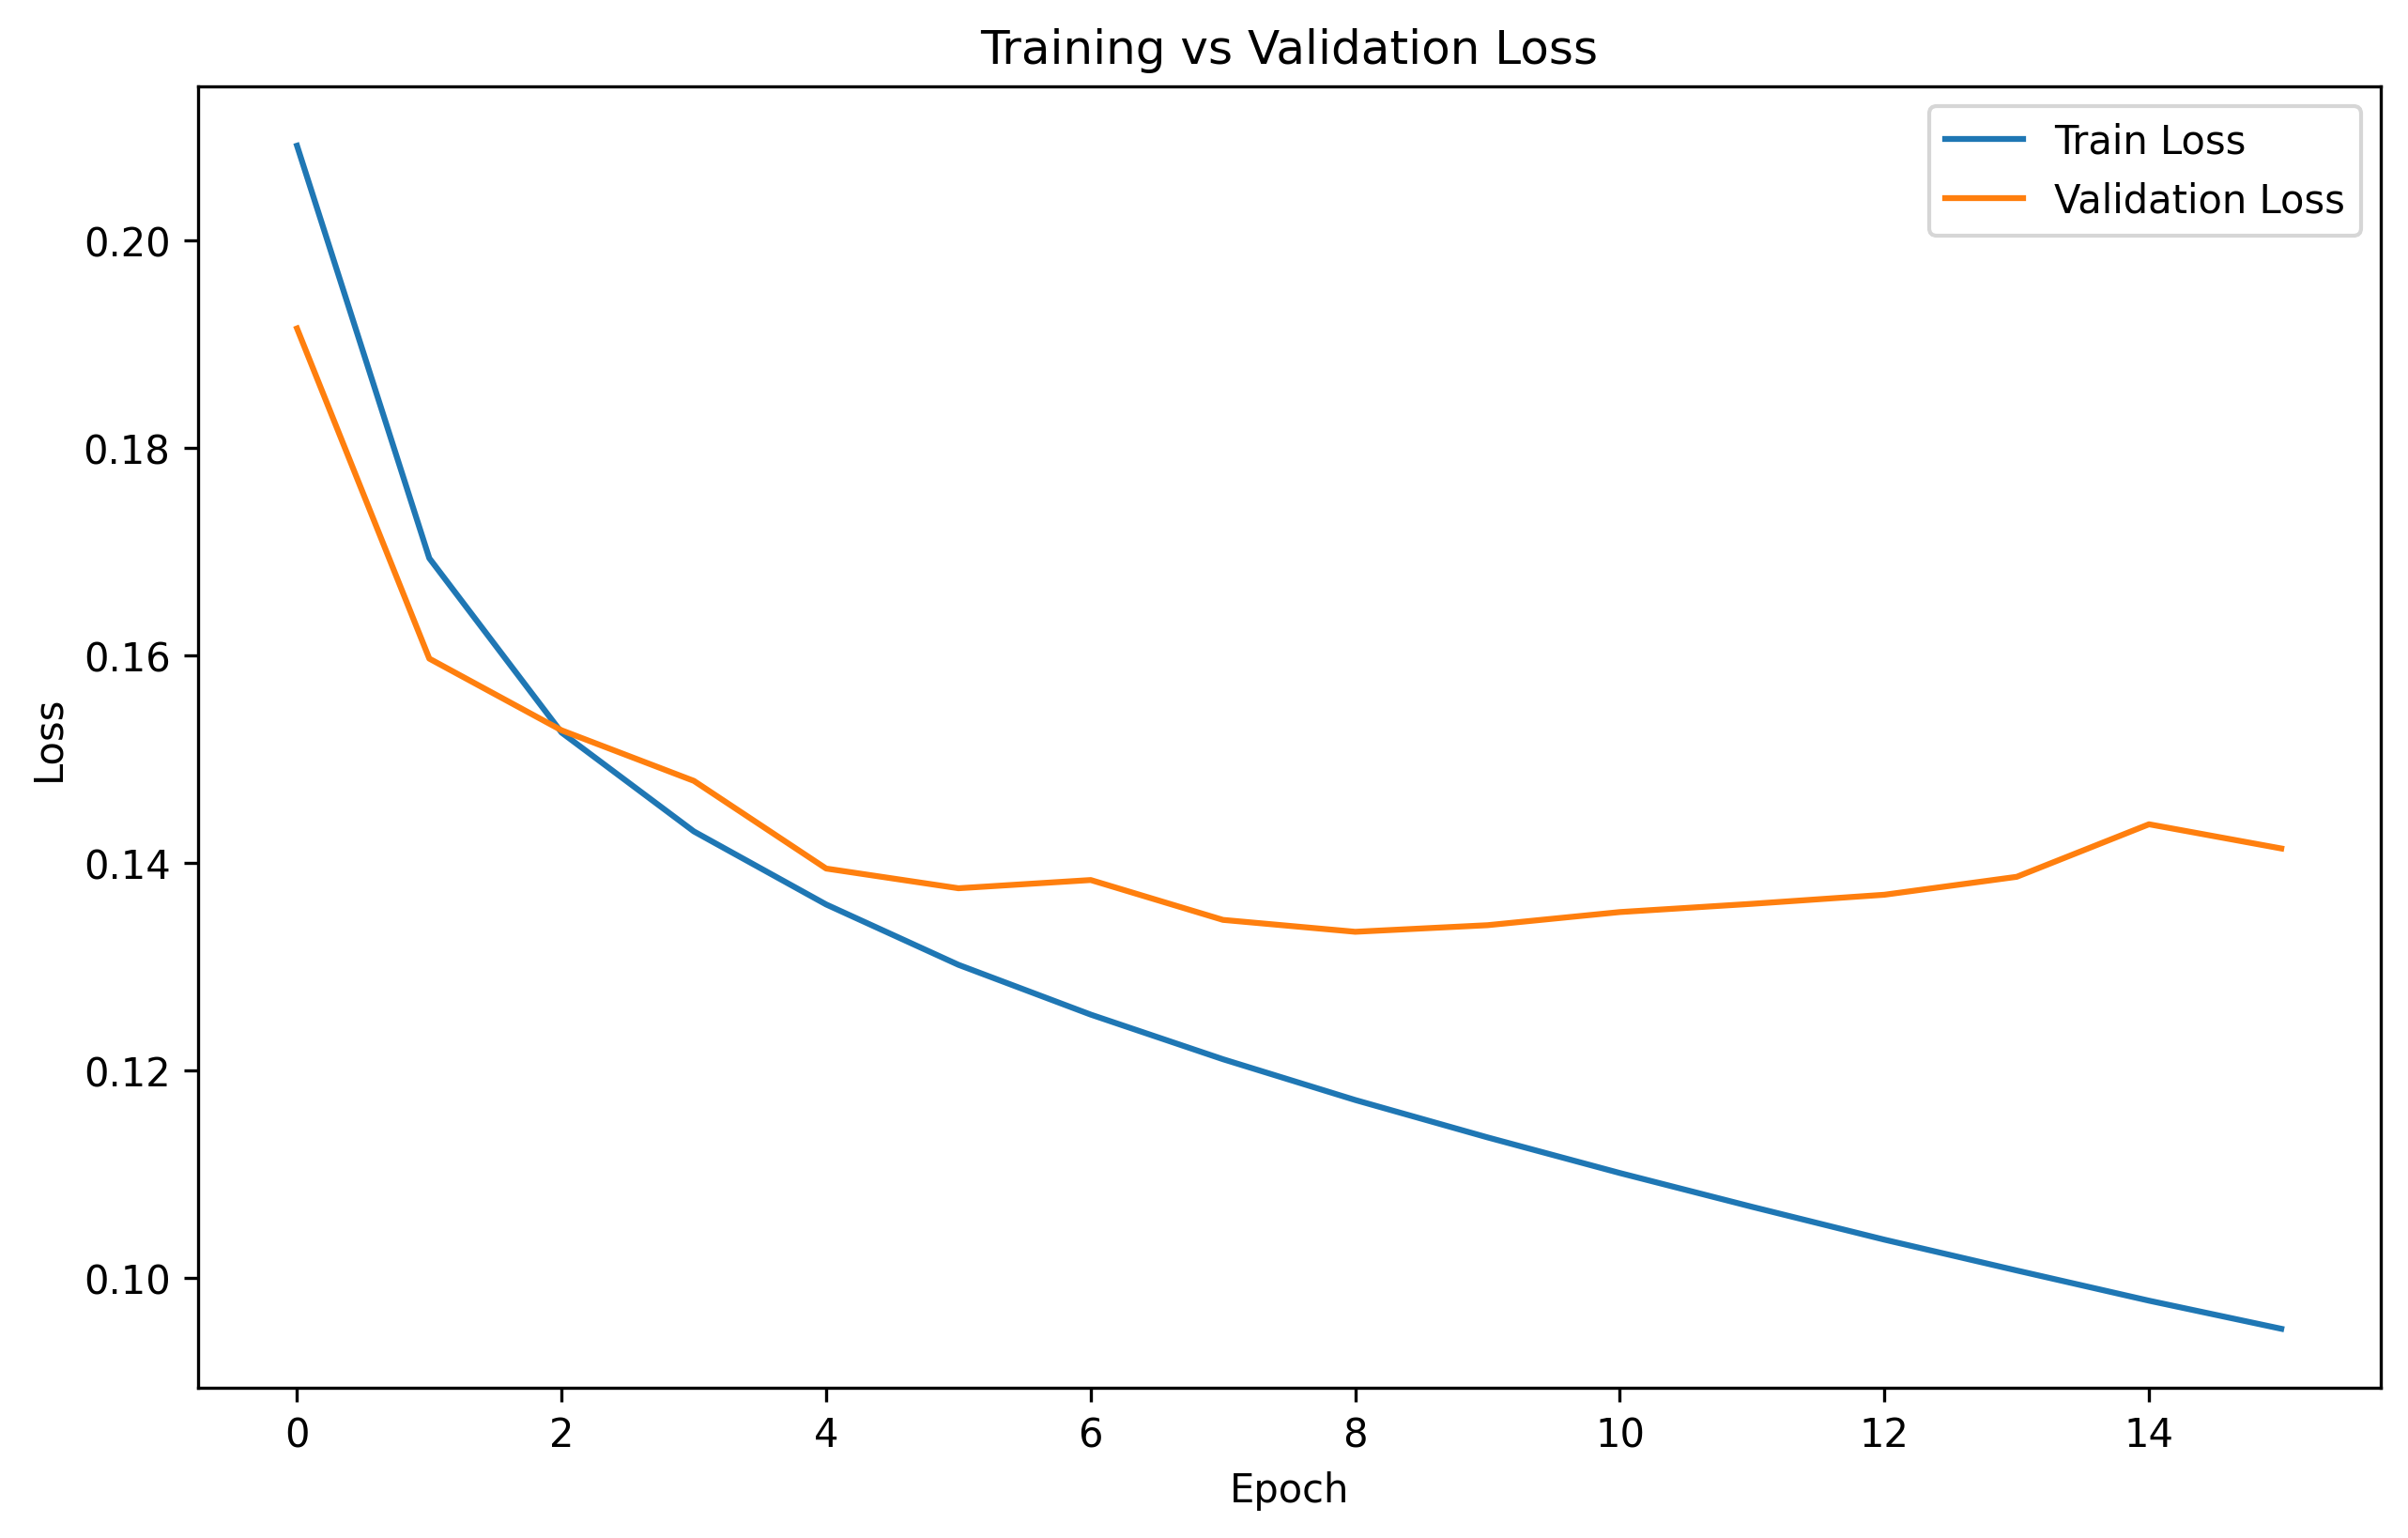 Training vs Validation Loss
Train Loss
Validation Loss
0.20
0.18
0.16
0.14
0.12
0.10
Loss
0 2 4 6 8 10 12 14
Epoch